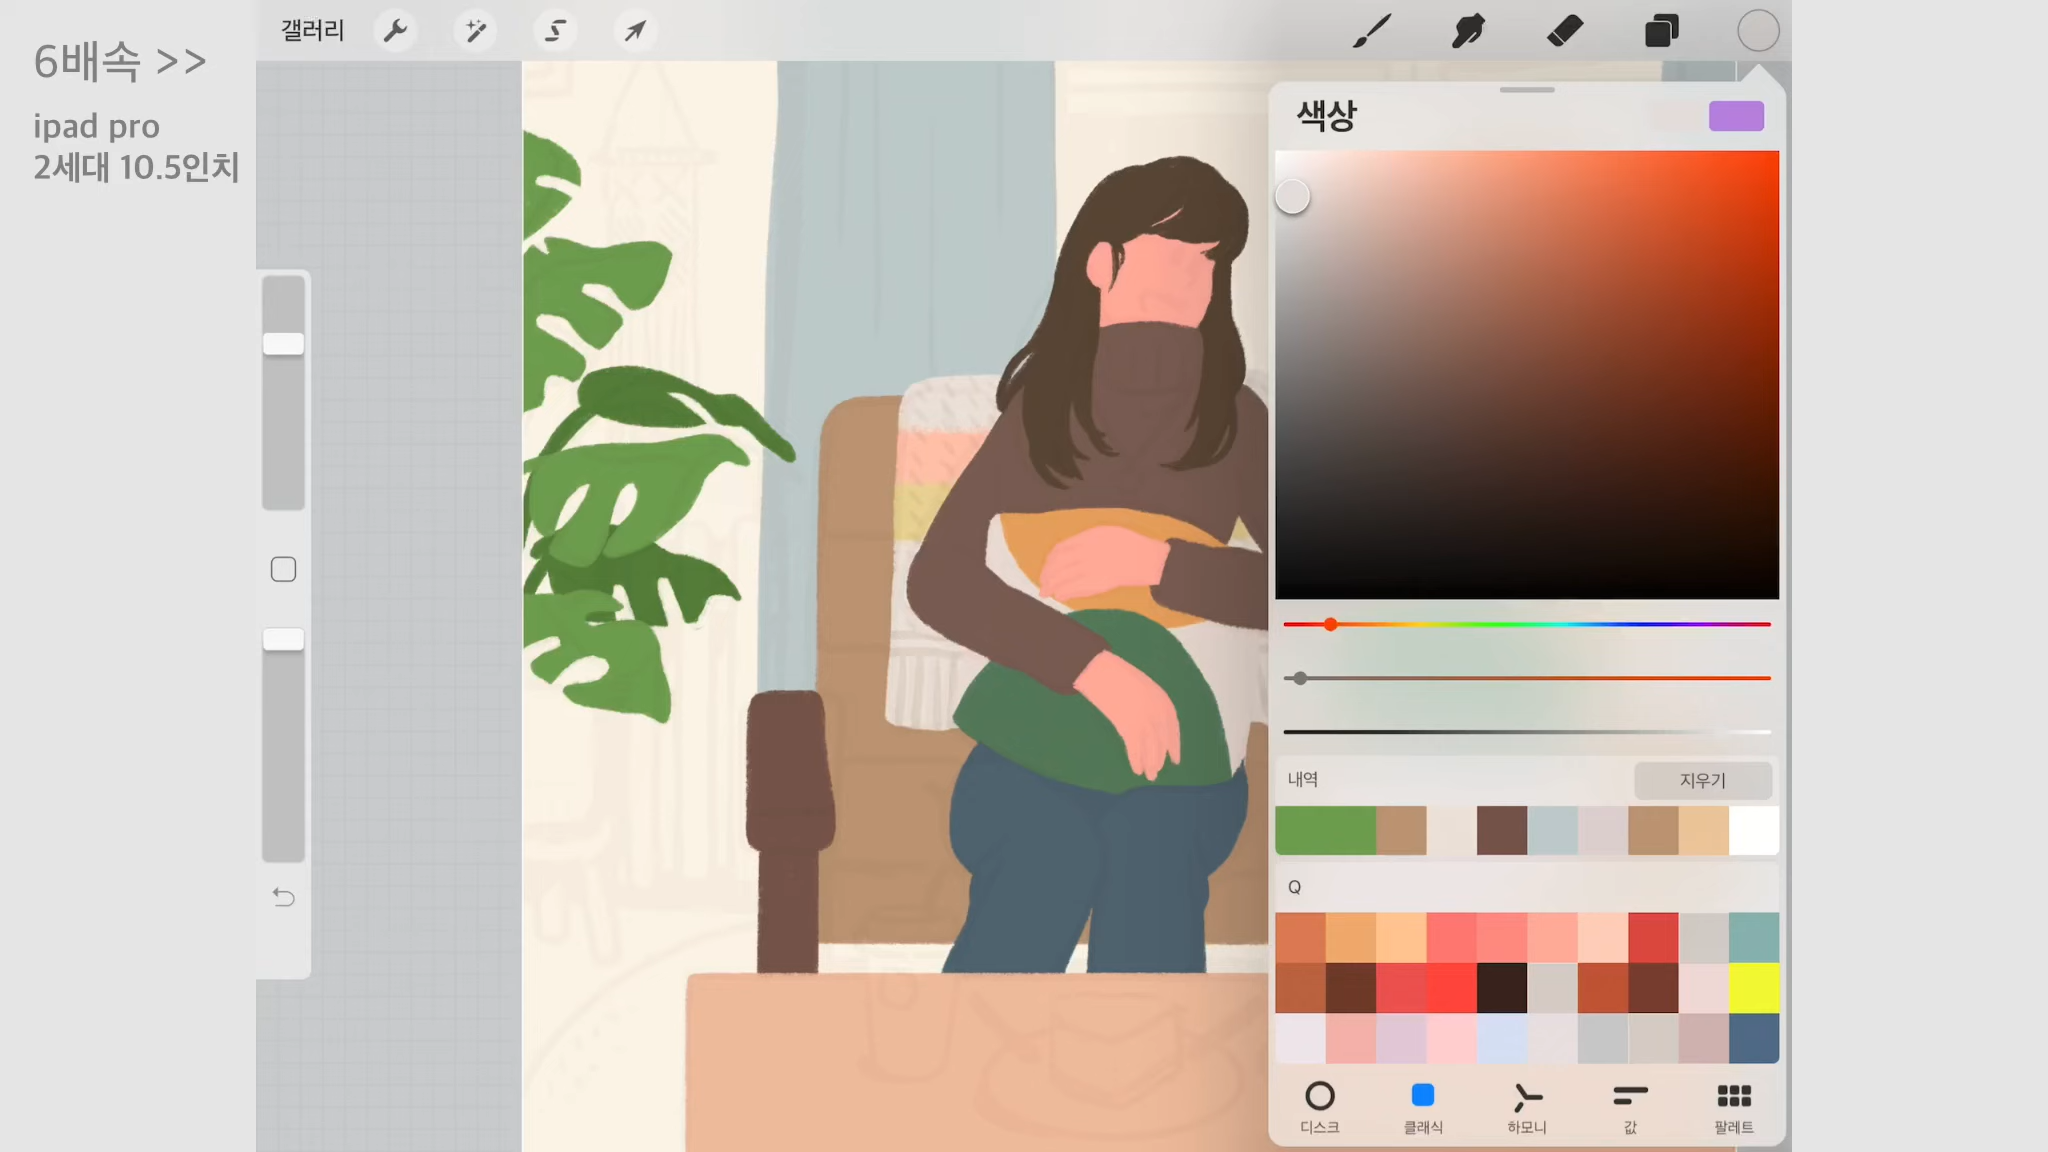 6배속 >>
ipad pro
2세대 10.5인치
갤러리
색상
내역
지우기
Q
디스크
클래식
하모니
값
팔레트